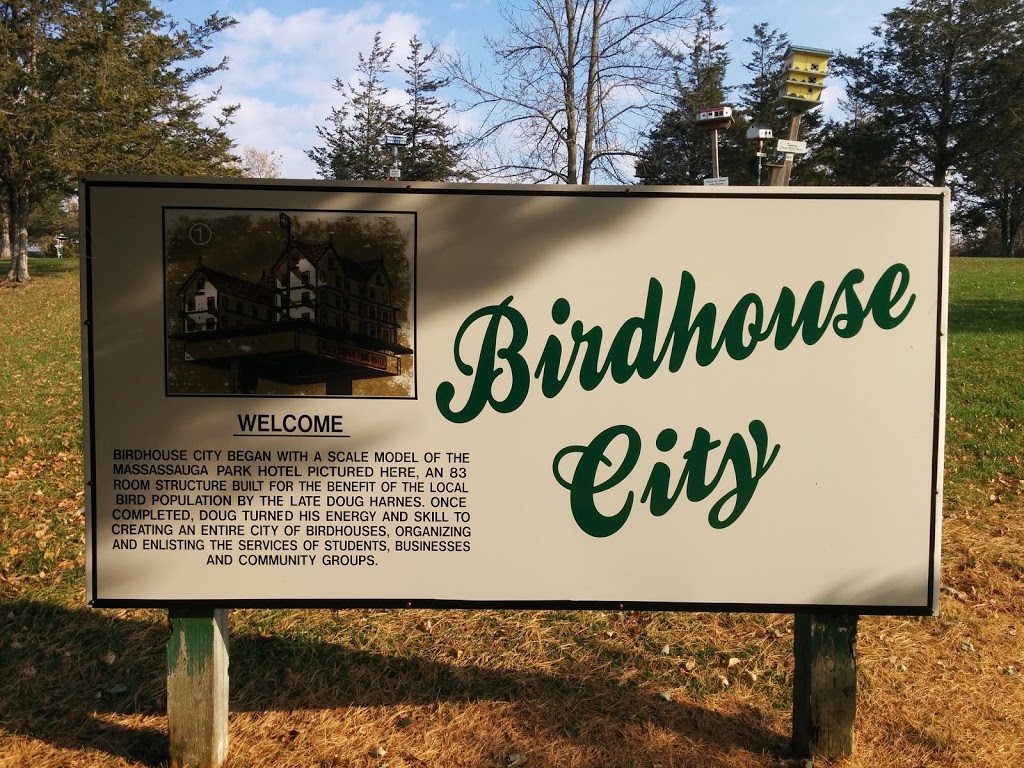 1
Birdhouse
City
WELCOME
BIRDHOUSE CITY BEGAN WITH A SCALE MODEL OF THE
MASSASSAUGA PARK HOTEL PICTURED HERE, AN 83
ROOM STRUCTURE BUILT FOR THE BENEFIT OF THE LOCAL
BIRD POPULATION BY THE LATE DOUG HARNES. ONCE
COMPLETED, DOUG TURNED HIS ENERGY AND SKILL TO
CREATING AN ENTIRE CITY OF BIRDHOUSES, ORGANIZING
AND ENLISTING THE SERVICES OF STUDENTS, BUSINESSES
AND COMMUNITY GROUPS.